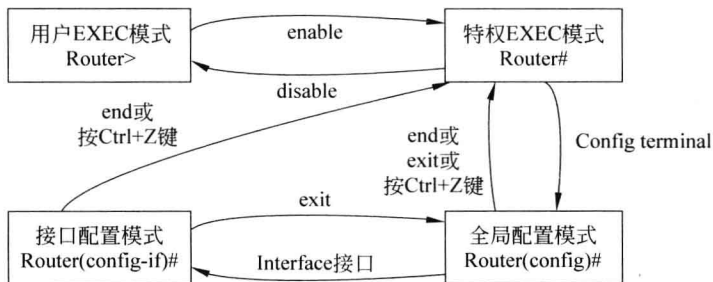 用户EXEC模式
Router>
enable
特权EXEC模式
Router#
disable
end或
按Ctrl+Z键
end或
exit或
按Ctrl+Z键
Config terminal
接口配置模式
Router(config-if)#
exit
Interface接口
全局配置模式
Router(config)#